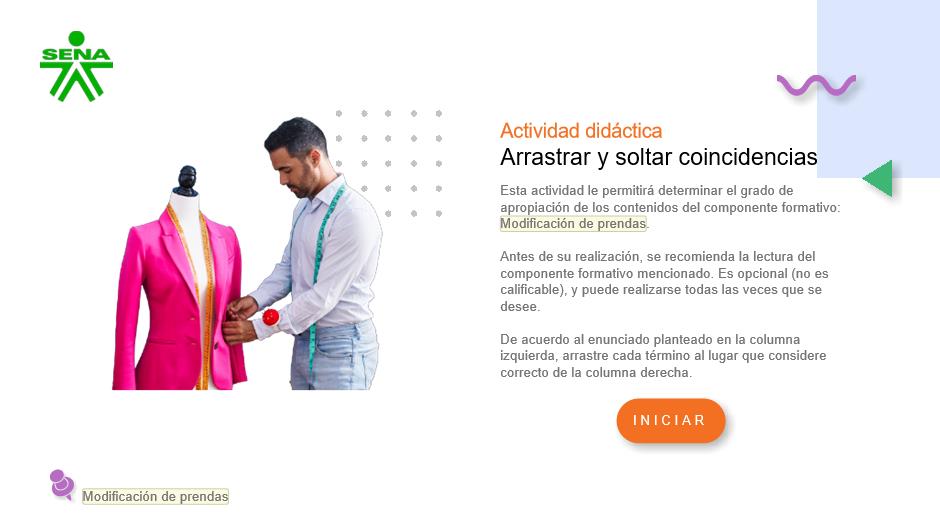 SENA
Actividad didáctica
Arrastrar y soltar coincidencias
Esta actividad le permitirá determinar el grado de
apropiación de los contenidos del componente formativo:
Modificación de prendas.
Antes de su realización, se recomienda la lectura del
componente formativo mencionado. Es opcional (no es
calificable), y puede realizarse todas las veces que se
desee.
De acuerdo al enunciado planteado en la columna
izquierda, arrastre cada término al lugar que considere
correcto de la columna derecha.
INICIAR
Modificación de prendas